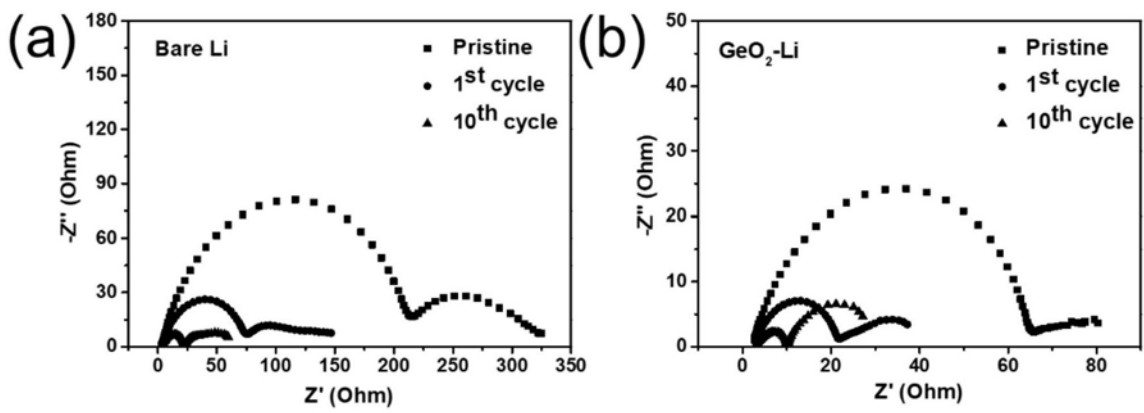 (a)
Bare Li
Pristine
1st cycle
10th cycle
180
150
120
90
60
30
0
-Z'' (Ohm)
0 50 100 150 200 250 300 350
Z' (Ohm)
(b)
GeO₂-Li
Pristine
1st cycle
10th cycle
50
40
30
20
10
0
-Z'' (Ohm)
0 20 40 60 80
Z' (Ohm)